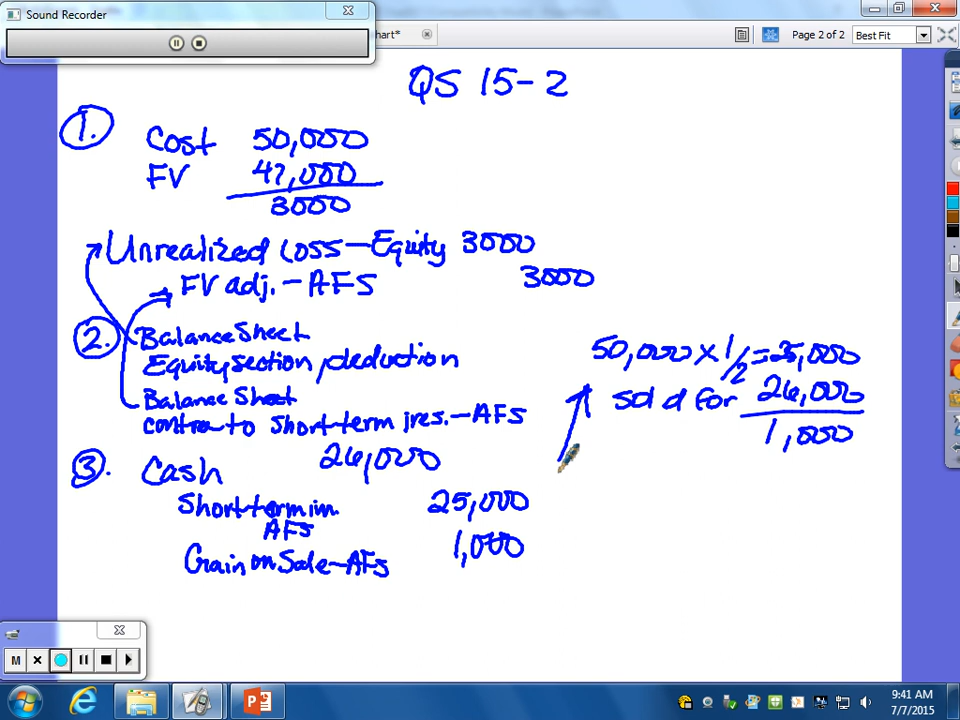 Sound Recorder
hart*
Page 2 of 2
Best Fit
QS 15-2
1.
Cost 50,000
FV 47,000
3000
Unrealized Loss-Equity 3000
FV adj.-AFS 3000
2. Balance Sheet
Equity section, deduction
Balance Sheet
contra to Short-term ires.-AFS
50,000 x 1/2 = 25,000
sold for 26,000
1,000
3. Cash 26,000
Short-term im 25,000
AFS
Gain on Sale-AFS 1,000
M
9:41 AM
7/7/2015